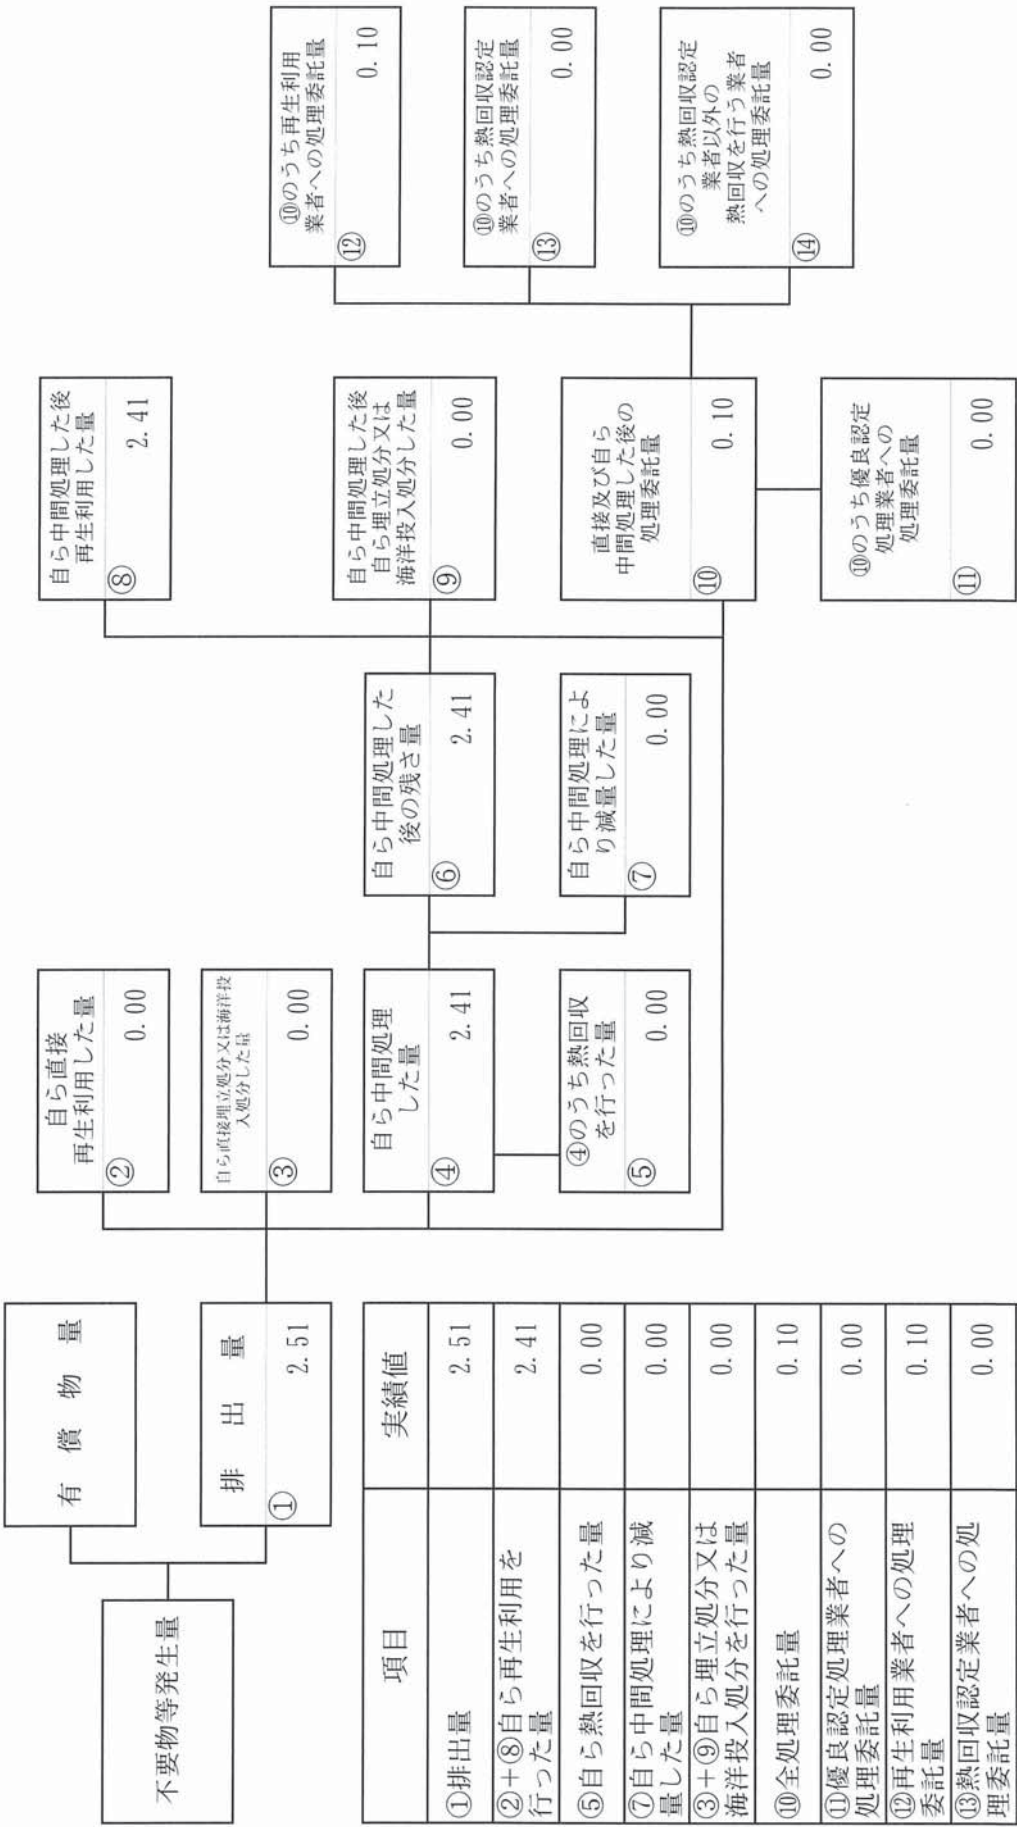 不要物等発生量
有償物量
排出量
①
2.51
自ら直接
再生利用した量
②
0.00
自ら直接埋立処分又は海洋投
入処分した量
③
0.00
自ら中間処理
した量
④
2.41
④のうち熱回収
を行った量
⑤
0.00
自ら中間処理した
後の残さ量
⑥
2.41
自ら中間処理によ
り減量した量
⑦
0.00
自ら中間処理した後
再生利用した量
⑧
2.41
自ら中間処理した後
自ら埋立処分又は
海洋投入処分した量
⑨
0.00
直接及び自ら
中間処理した後の
処理委託量
⑩
0.10
⑩のうち優良認定
処理業者への
処理委託量
⑪
0.00
⑩のうち再生利用
業者への処理委託量
⑫
0.10
⑩のうち熱回収認定
業者への処理委託量
⑬
0.00
⑩のうち熱回収認定
業者以外の
熱回収を行う業者
への処理委託量
⑭
0.00
項目
実績値
①排出量
2.51
②+⑧自ら再生利用を
行った量
2.41
⑤自ら熱回収を行った量
0.00
⑦自ら中間処理により減
量した量
0.00
③+⑨自ら埋立処分又は
海洋投入処分を行った量
0.00
⑩全処理委託量
0.10
⑪優良認定処理業者への
処理委託量
0.00
⑫再生利用業者への処理
委託量
0.10
⑬熱回収認定業者への処
理委託量
0.00